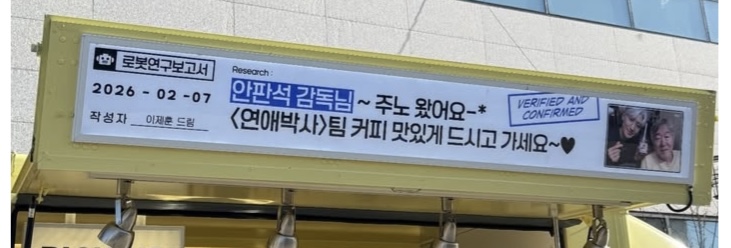 로봇연구보고서
2026 - 02 - 07
작성자 이제훈 드림
Research :
안판석 감독님 ~ 주노 왔어요~*
<연애박사>팀 커피 맛있게 드시고 가세요~♥
VERIFIED AND
CONFIRMED